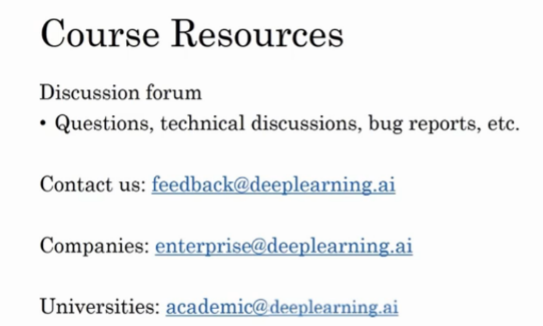 Course Resources
Discussion forum
• Questions, technical discussions, bug reports, etc.
Contact us: feedback@deeplearning.ai
Companies: enterprise@deeplearning.ai
Universities: academic@deeplearning.ai